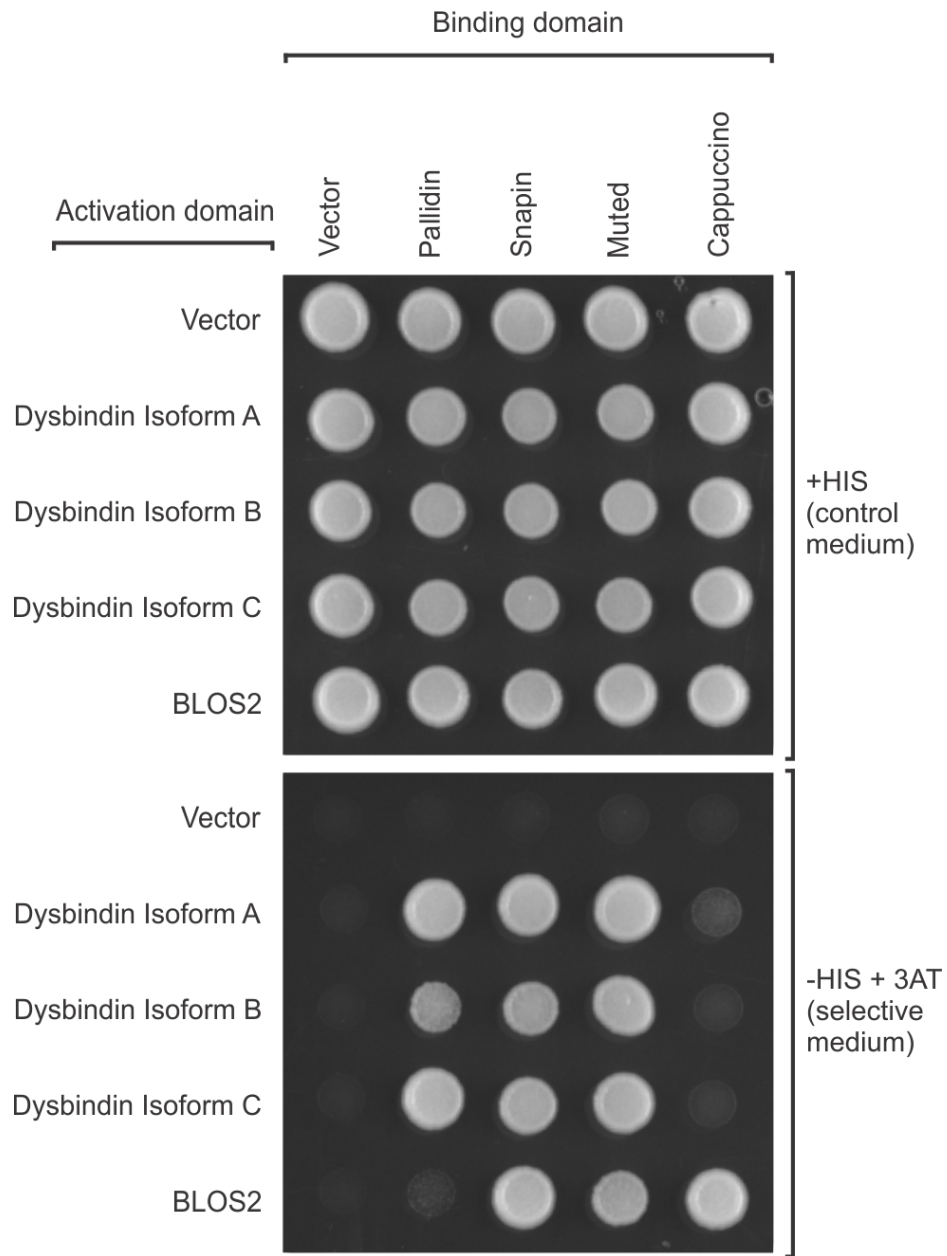 Binding domain
Activation domain
Vector
Pallidin
Snapin
Muted
Cappuccino
Vector
Dysbindin Isoform A
Dysbindin Isoform B
Dysbindin Isoform C
BLOS2
+HIS
(control
medium)
Vector
Dysbindin Isoform A
Dysbindin Isoform B
Dysbindin Isoform C
BLOS2
-HIS + 3AT
(selective
medium)